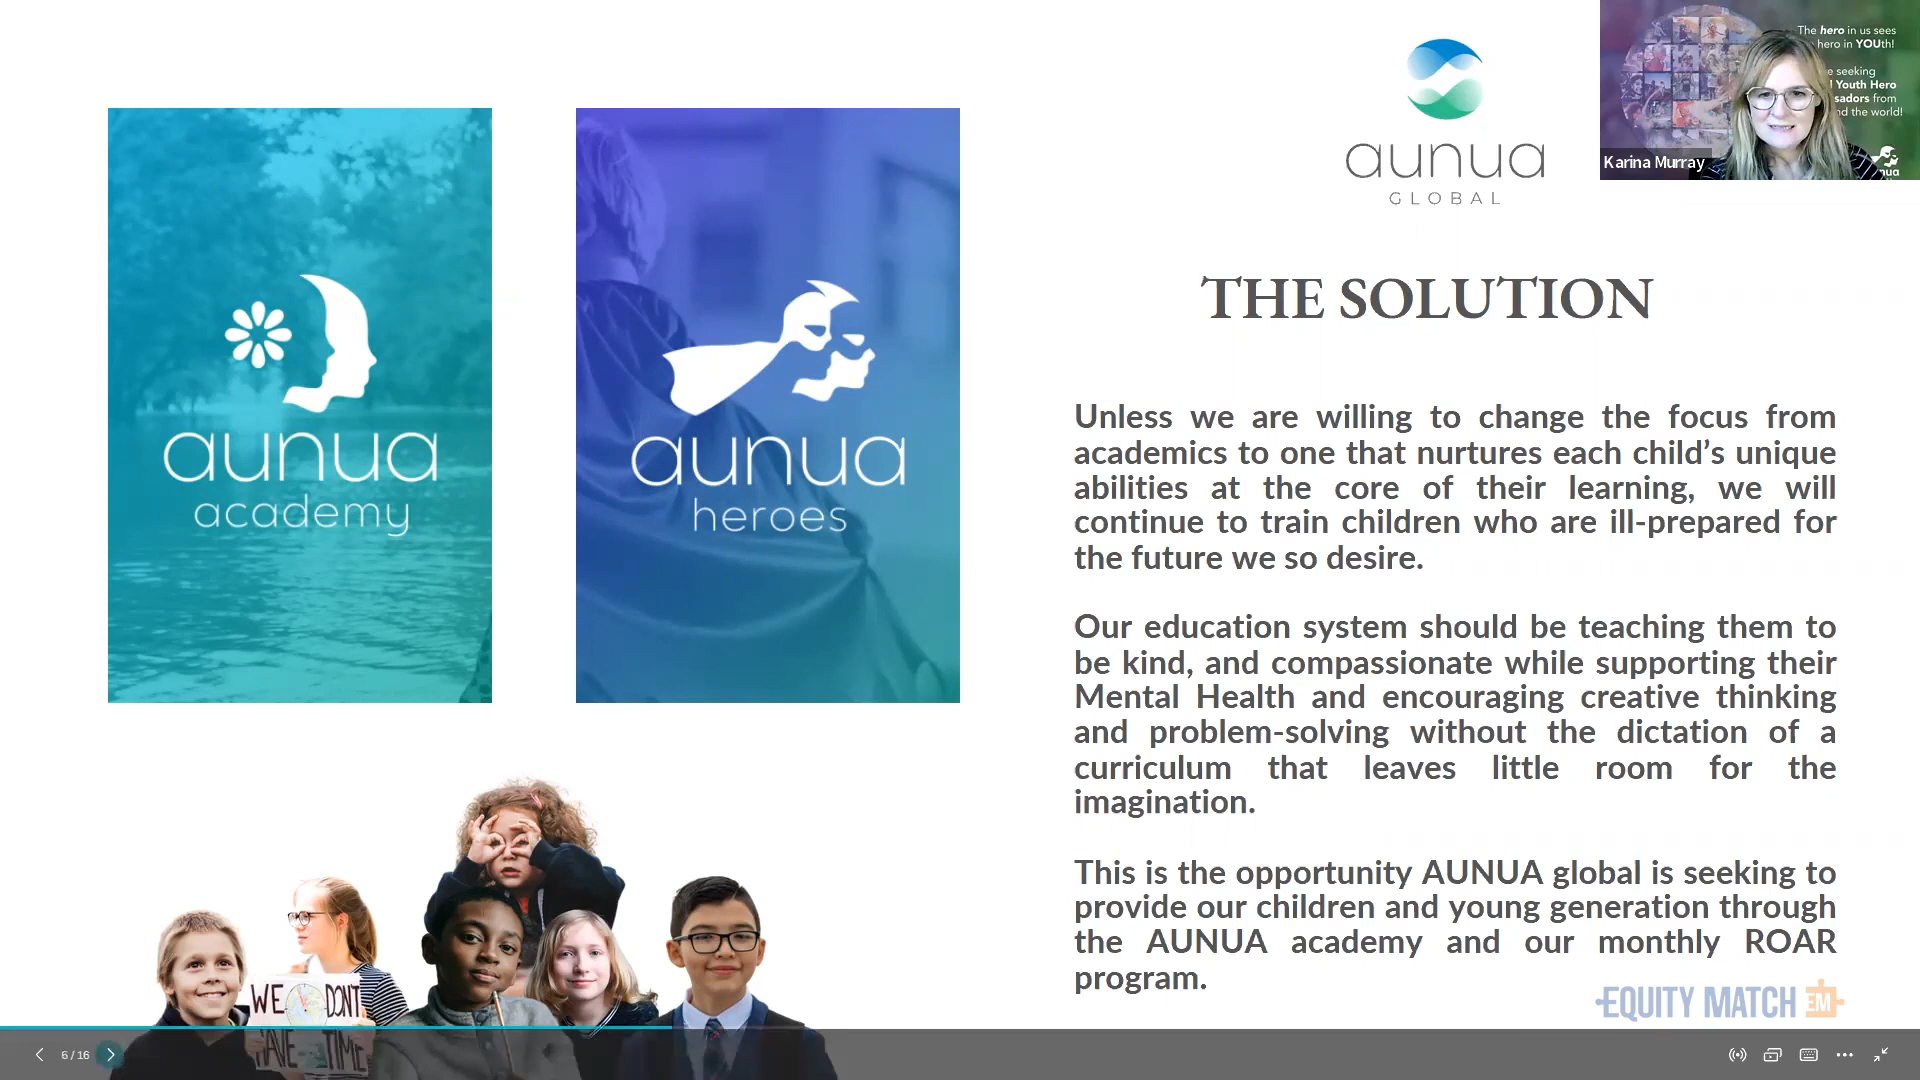 The hero in us sees
hero in YOUth!
e seeking
Youth Hero
sadors from
nd the world!
Karina Murray
nua
aunua
GLOBAL
aunua
academy
aunua
heroes
THE SOLUTION
Unless we are willing to change the focus from
academics to one that nurtures each child’s unique
abilities at the core of their learning, we will
continue to train children who are ill-prepared for
the future we so desire.
Our education system should be teaching them to
be kind, and compassionate while supporting their
Mental Health and encouraging creative thinking
and problem-solving without the dictation of a
curriculum that leaves little room for the
imagination.
This is the opportunity AUNUA global is seeking to
provide our children and young generation through
the AUNUA academy and our monthly ROAR
program.
WE DON'T
HAVE TIME
EQUITY MATCH EM
6 / 16